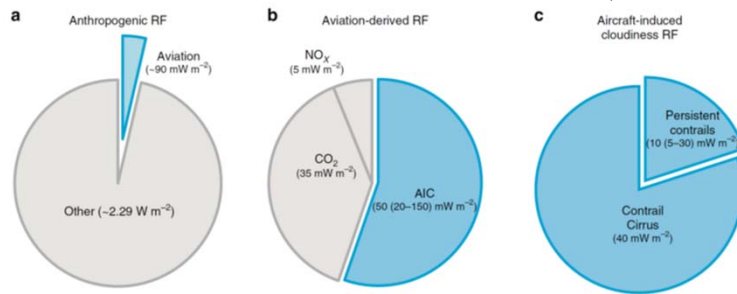 a
Anthropogenic RF
Aviation
(~90 mW m⁻²)
Other (~2.29 W m⁻²)
b
Aviation-derived RF
NOX
(5 mW m⁻²)
CO₂
(35 mW m⁻²)
AIC
(50 (20–150) mW m⁻²)
c
Aircraft-induced
cloudiness RF
Persistent
contrails
(10 (5–30) mW m⁻²)
Contrail
Cirrus
(40 mW m⁻²)